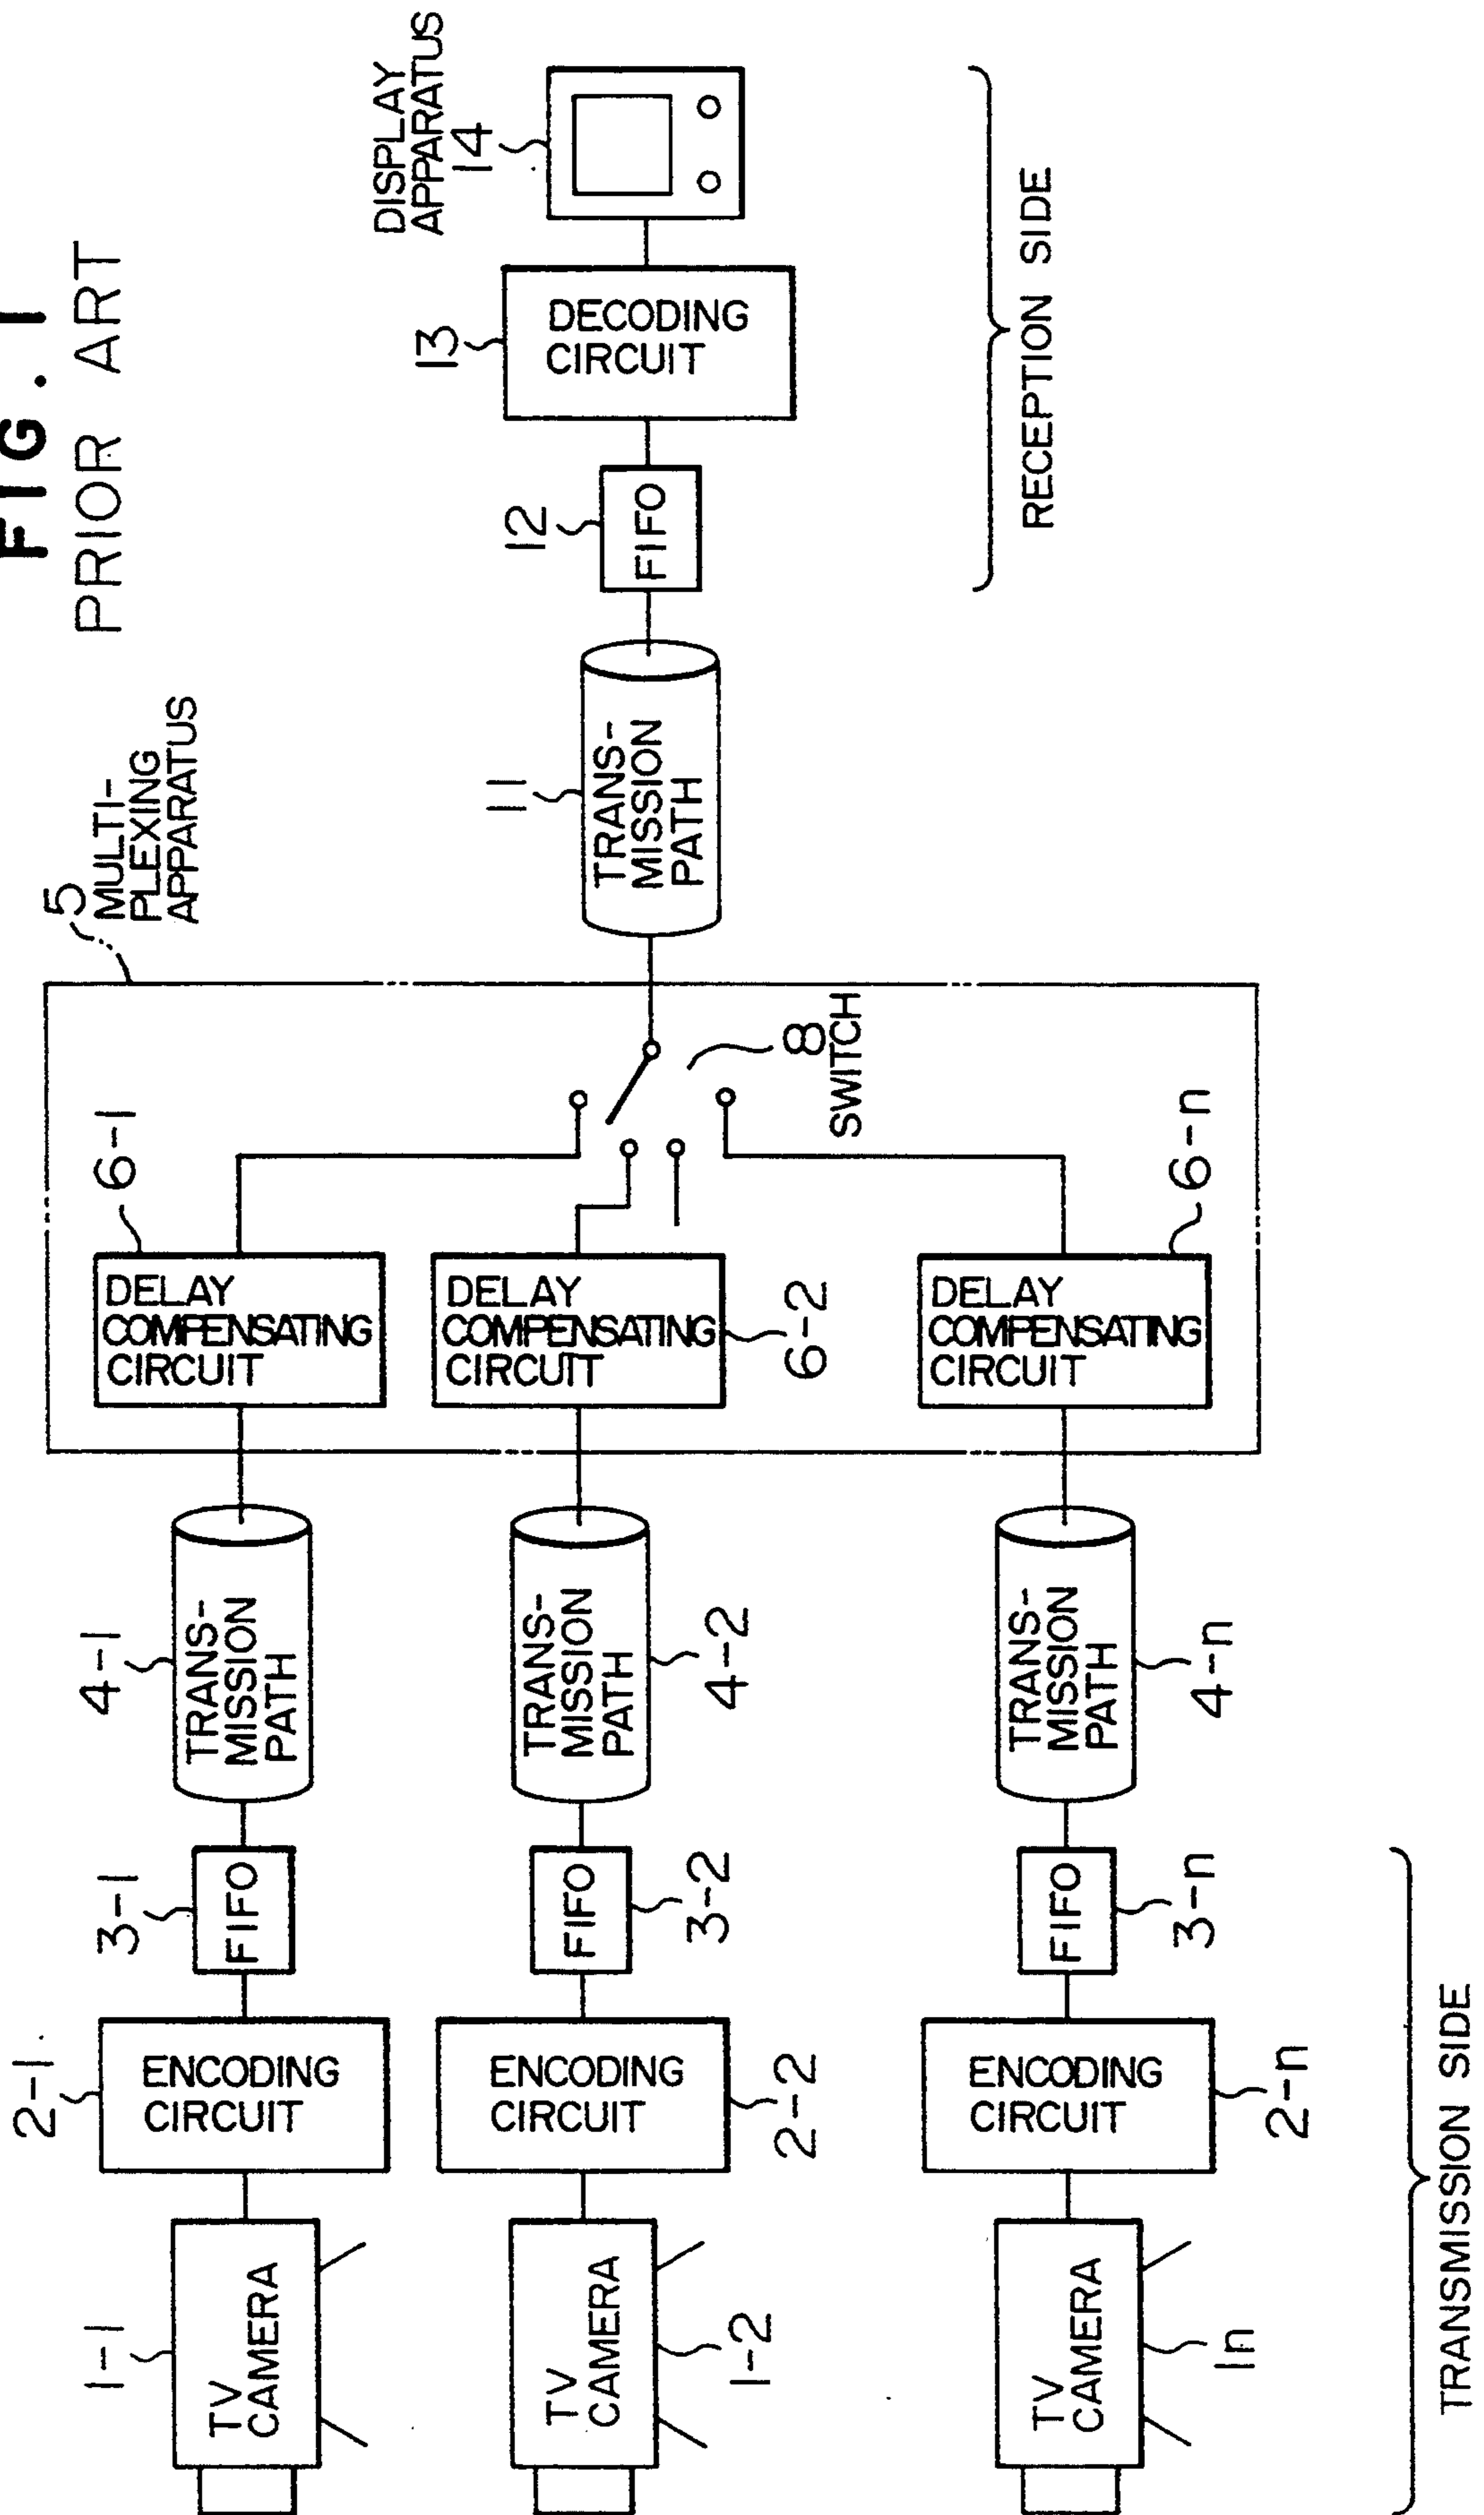 FIG. 1
PRIOR ART
1-1
TV
CAMERA
2-1
ENCODING
CIRCUIT
3-1
FIFO
4-1
TRANS-
MISSION
PATH
5
MULTI-
PLEXING
APPARATUS
6-1
DELAY
COMPENSATING
CIRCUIT
TV
CAMERA
1-2
ENCODING
CIRCUIT
2-2
FIFO
3-2
TRANS-
MISSION
PATH
4-2
DELAY
COMPENSATING
CIRCUIT
6-2
8
SWITCH
11
TRANS-
MISSION
PATH
12
FIFO
13
DECODING
CIRCUIT
DISPLAY
APPARATUS
14
TV
CAMERA
1n
ENCODING
CIRCUIT
2-n
FIFO
3-n
TRANS-
MISSION
PATH
4-n
DELAY
COMPENSATING
CIRCUIT
6-n
TRANSMISSION SIDE
RECEPTION SIDE